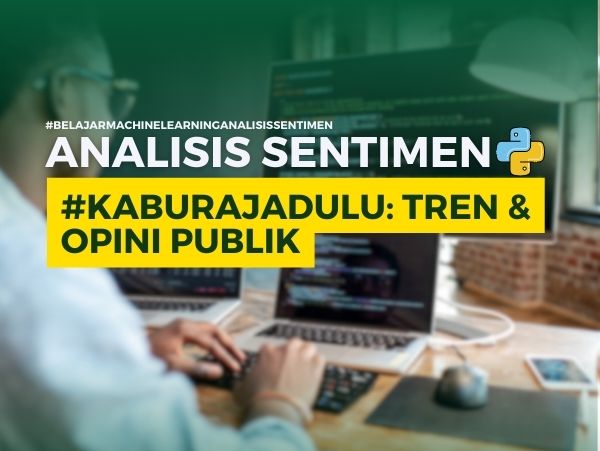 #BELAJARMACHINELEARNINGANALISISSENTIMEN
ANALISIS SENTIMEN
#KABURAJADULU: TREN &
OPINI PUBLIK